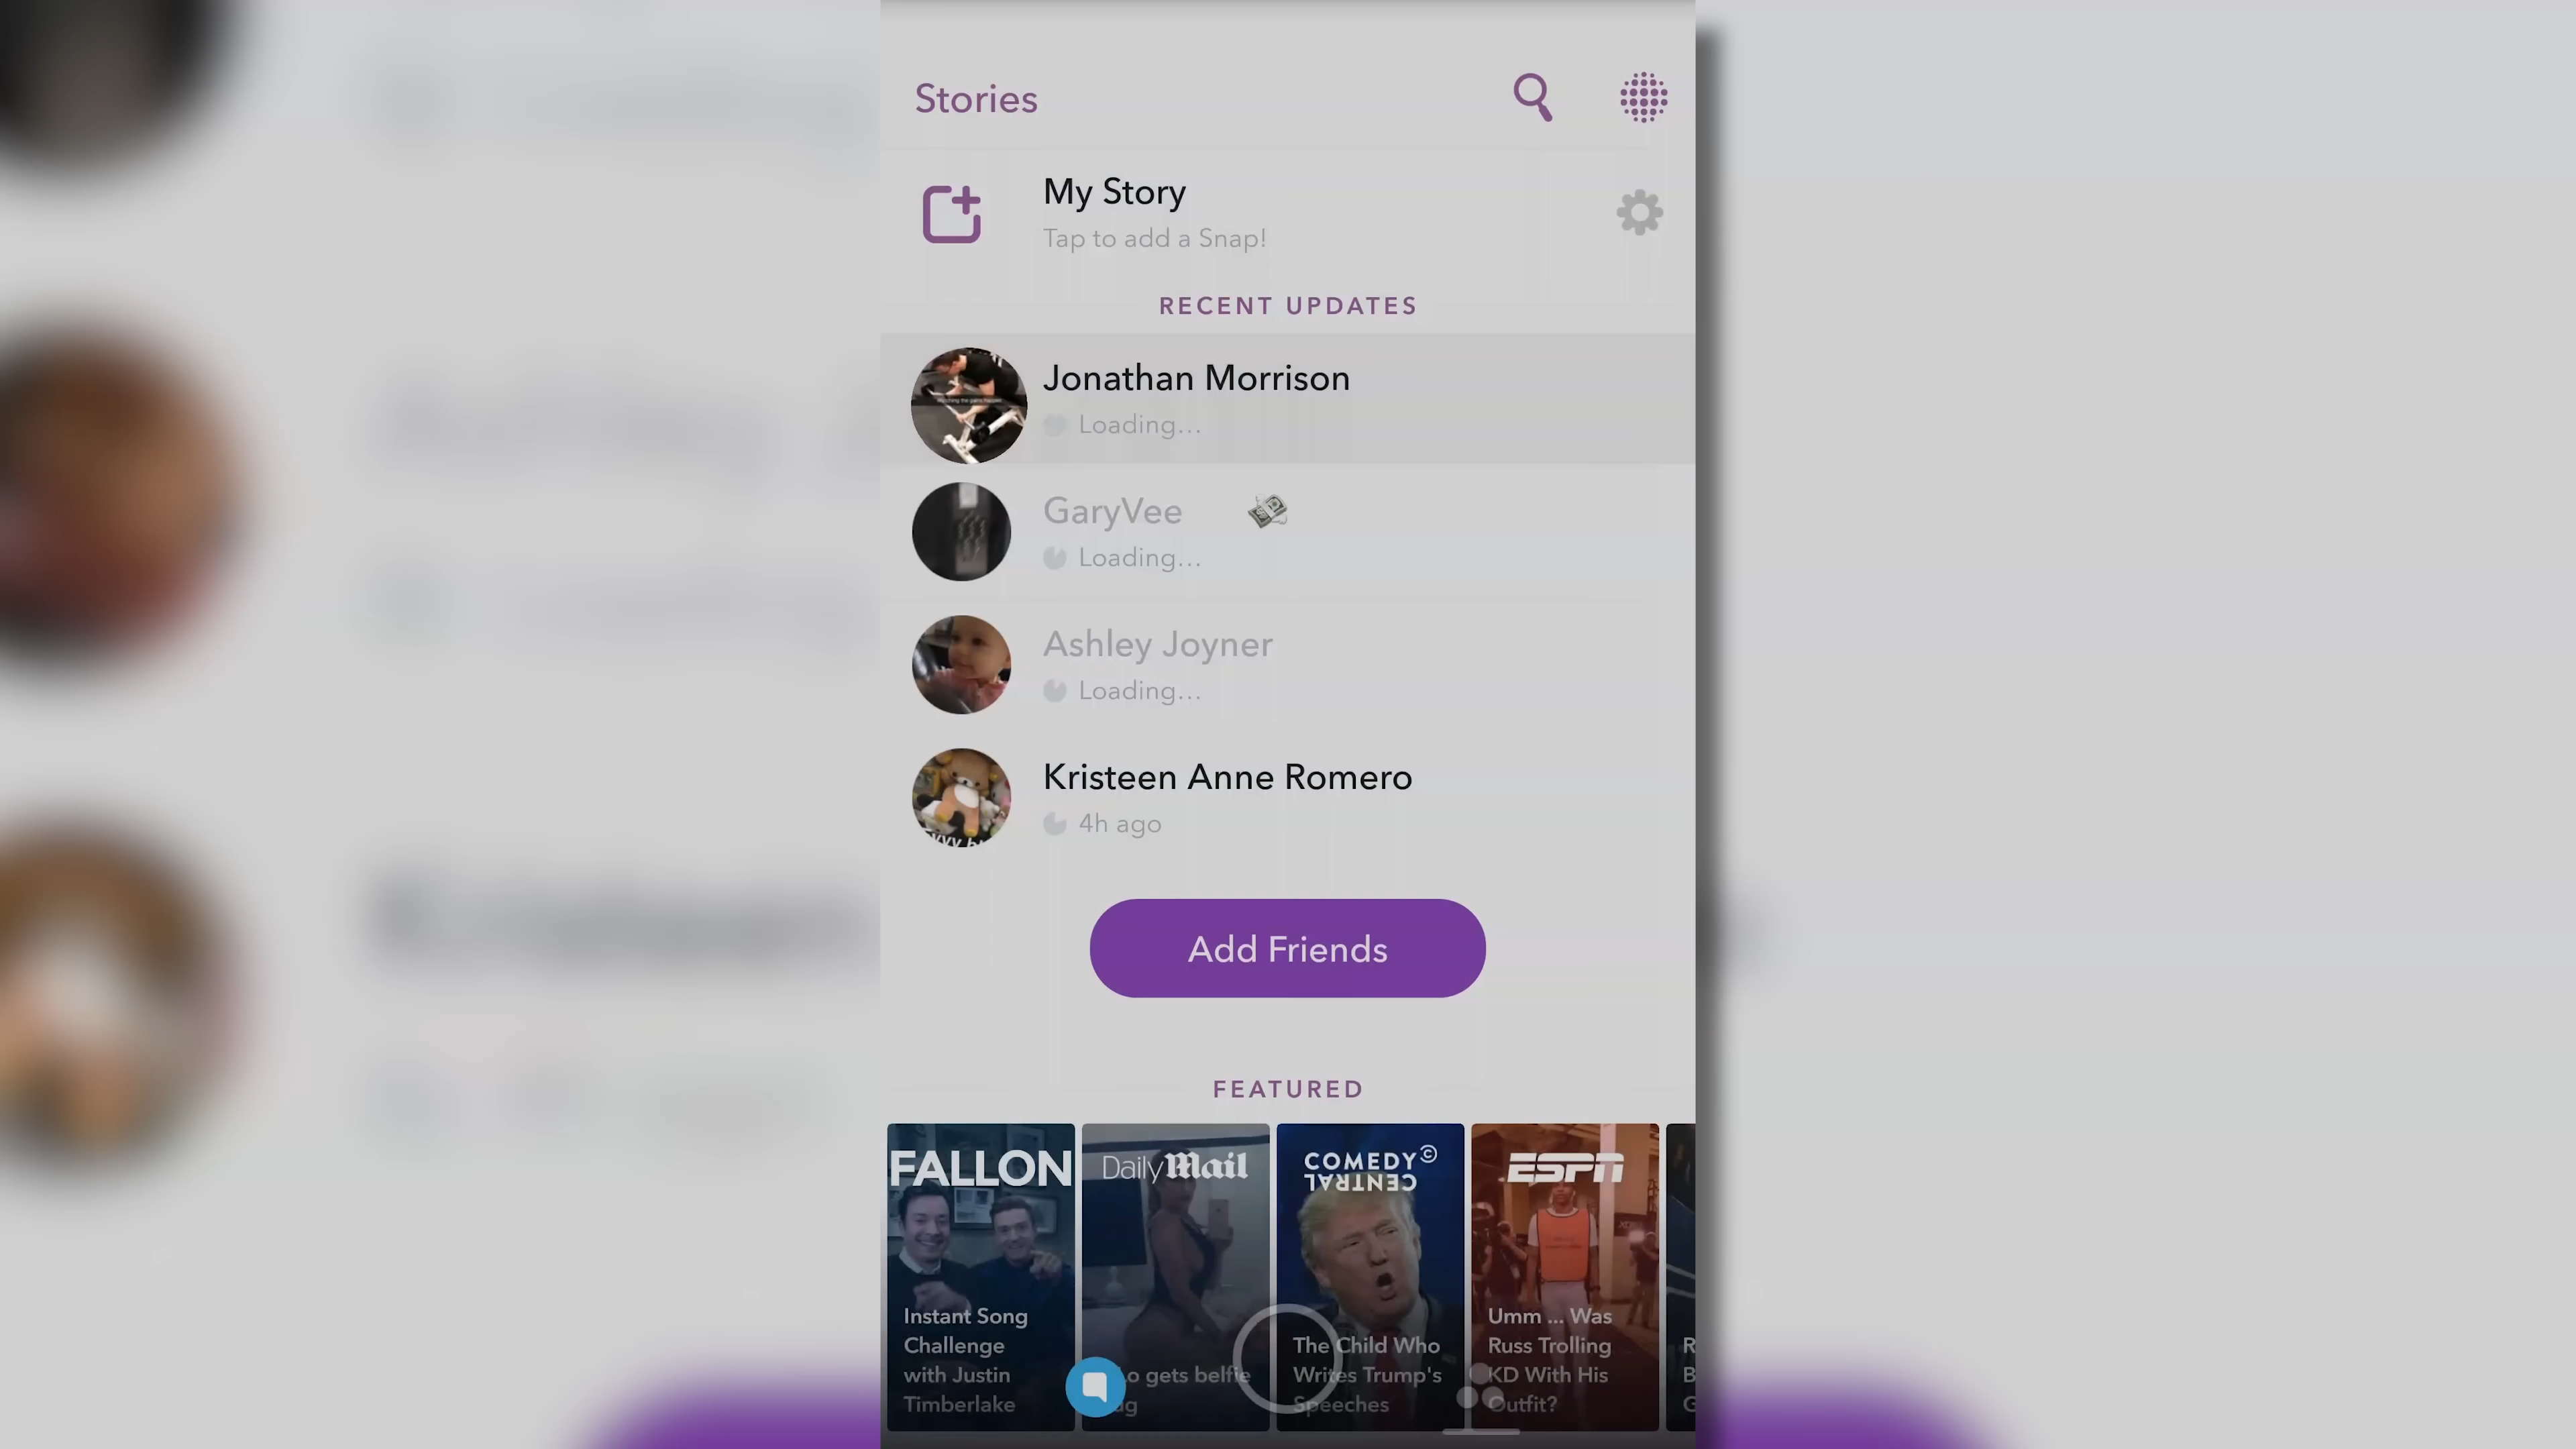 Stories
My Story
Tap to add a Snap!
RECENT UPDATES
Jonathan Morrison
Loading...
GaryVee
Loading...
Ashley Joyner
Loading...
Kristeen Anne Romero
4h ago
Add Friends
FEATURED
FALLON
Instant Song
Challenge
with Justin
Timberlake
Daily Mail
gets belfie
COMEDY
CENTRAL
The Child Who
Writes Trump's
Speeches
ESPN
Umm ... Was
Russ Trolling
KD With His
Outfit?
R
B